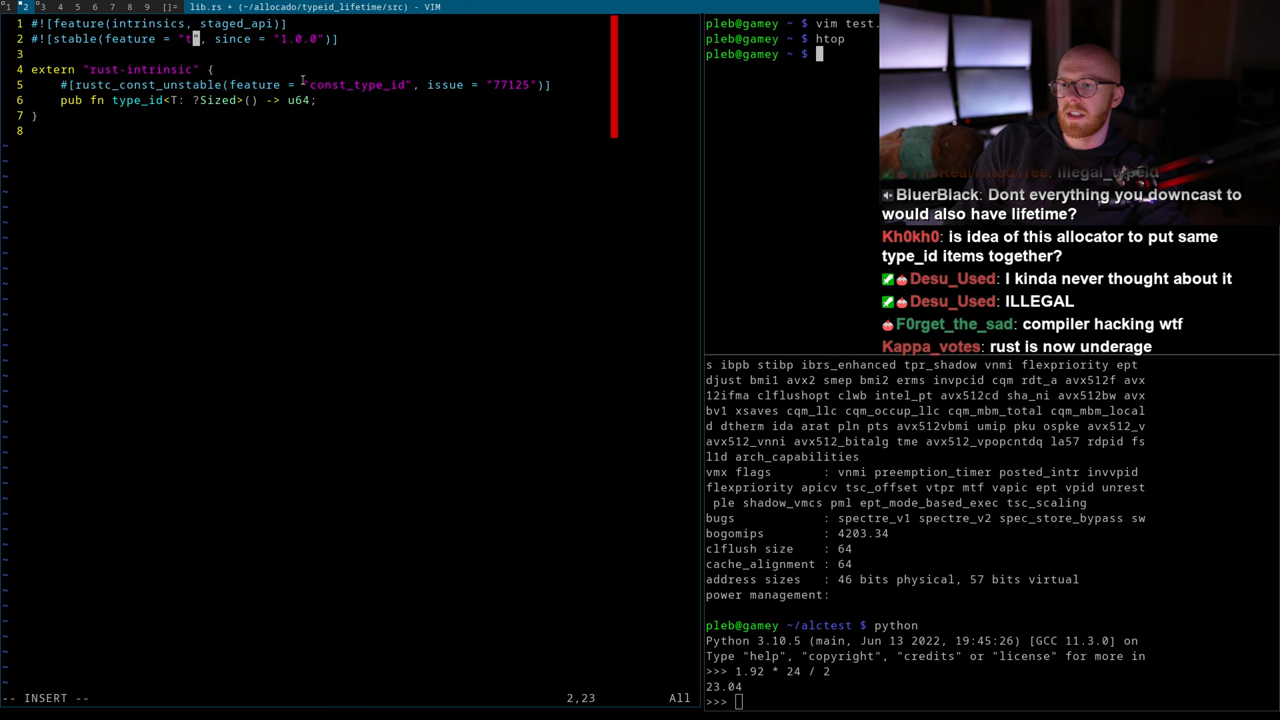 1 2 3 4 5 6 7 8 9 []= lib.rs + (~/allocado/typeid_lifetime/src) - VIM
1 #![feature(intrinsics, staged_api)]
2 #![stable(feature = "t", since = "1.0.0")]
3
4 extern "rust-intrinsic" {
5     #[rustc_const_unstable(feature = "const_type_id", issue = "77125")]
6     pub fn type_id<T: ?Sized>() -> u64;
7 }
8
~
-- INSERT -- 2,23 All
pleb@gamey ~ $ vim test.
pleb@gamey ~ $ htop
pleb@gamey ~ $
BluerBlack: Dont everything you downcast to
would also have lifetime?
Kh0kh0: is idea of this allocator to put same
type_id items together?
Desu_Used: I kinda never thought about it
Desu_Used: ILLEGAL
F0rget_the_sad: compiler hacking wtf
Kappa_votes: rust is now underage
s ibpb stibp ibrs_enhanced tpr_shadow vnmi flexpriority ept
djust bmi1 avx2 smep bmi2 erms invpcid cqm rdt_a avx512f avx
12ifma clflushopt clwb intel_pt avx512cd sha_ni avx512bw avx
bv1 xsaves cqm_llc cqm_occup_llc cqm_mbm_total cqm_mbm_local
d dtherm ida arat pln pts avx512vbmi umip pku ospke avx512_v
avx512_vnni avx512_bitalg tme avx512_vpopcntdq la57 rdpid fs
l1d arch_capabilities
vmx flags : vnmi preemption_timer posted_intr invvpid
flexpriority apicv tsc_offset vtpr mtf vapic ept vpid unrest
ple shadow_vmcs pml ept_mode_based_exec tsc_scaling
bugs : spectre_v1 spectre_v2 spec_store_bypass sw
bogomips : 4203.34
clflush size : 64
cache_alignment : 64
address sizes : 46 bits physical, 57 bits virtual
power management:
pleb@gamey ~/alctest $ python
Python 3.10.5 (main, Jun 13 2022, 19:45:26) [GCC 11.3.0] on
Type "help", "copyright", "credits" or "license" for more in
>>> 1.92 * 24 / 2
23.04
>>>